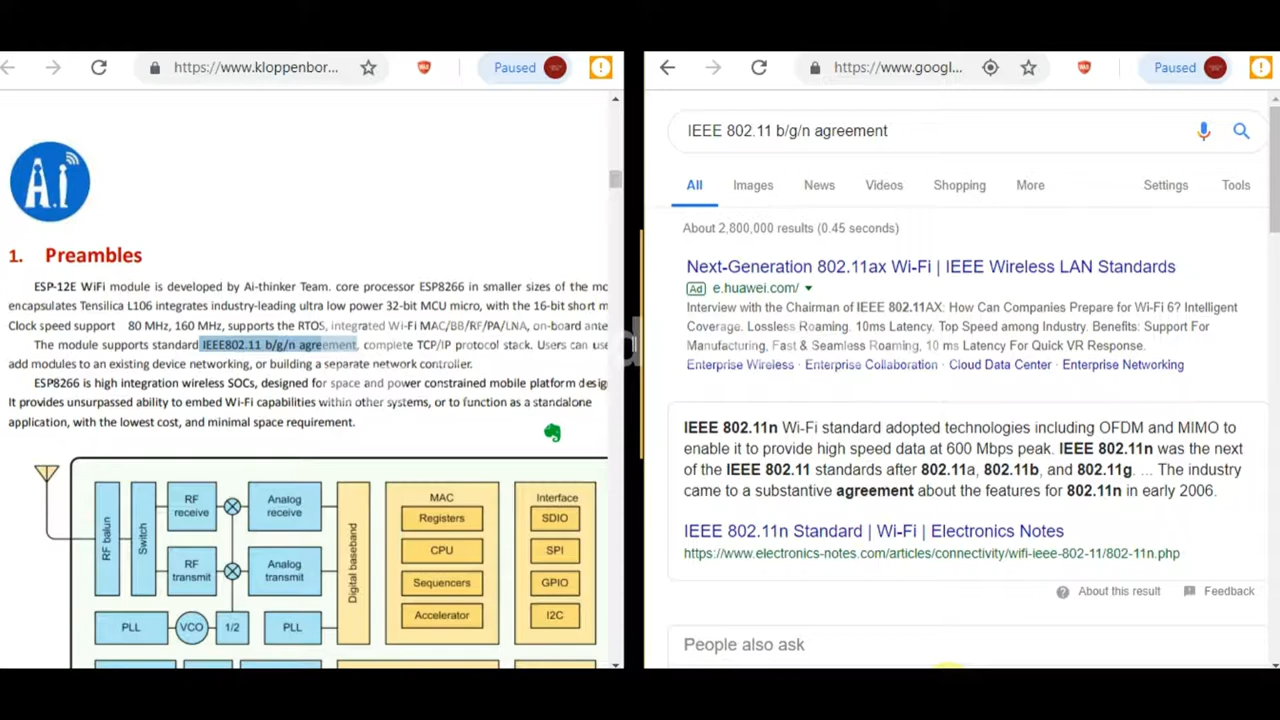 https://www.kloppenbor...
Paused
Ai
1. Preambles
ESP-12E WiFi module is developed by Ai-thinker Team. core processor ESP8266 in smaller sizes of the mo
encapsulates Tensilica L106 integrates industry-leading ultra low power 32-bit MCU micro, with the 16-bit short m
Clock speed support 80 MHz, 160 MHz, supports the RTOS, integrated Wi-Fi MAC/BB/RF/PA/LNA, on-board ante
The module supports standard IEEE802.11 b/g/n agreement, complete TCP/IP protocol stack. Users can use
add modules to an existing device networking, or building a separate network controller.
ESP8266 is high integration wireless SOCs, designed for space and power constrained mobile platform desig
It provides unsurpassed ability to embed Wi-Fi capabilities within other systems, or to function as a standalone
application, with the lowest cost, and minimal space requirement.
RF balun
Switch
RF
receive
Analog
receive
RF
transmit
Analog
transmit
PLL
VCO
1/2
PLL
Digital baseband
MAC
Registers
CPU
Sequencers
Accelerator
Interface
SDIO
SPI
GPIO
I2C
https://www.googl...
Paused
IEEE 802.11 b/g/n agreement
All Images News Videos Shopping More Settings Tools
About 2,800,000 results (0.45 seconds)
Next-Generation 802.11ax Wi-Fi | IEEE Wireless LAN Standards
Ad e.huawei.com/
Interview with the Chairman of IEEE 802.11AX: How Can Companies Prepare for Wi-Fi 6? Intelligent
Coverage. Lossless Roaming. 10ms Latency. Top Speed among Industry. Benefits: Support For
Manufacturing, Fast & Seamless Roaming, 10 ms Latency For Quick VR Response.
Enterprise Wireless · Enterprise Collaboration · Cloud Data Center · Enterprise Networking
IEEE 802.11n Wi-Fi standard adopted technologies including OFDM and MIMO to
enable it to provide high speed data at 600 Mbps peak. IEEE 802.11n was the next
of the IEEE 802.11 standards after 802.11a, 802.11b, and 802.11g. ... The industry
came to a substantive agreement about the features for 802.11n in early 2006.
IEEE 802.11n Standard | Wi-Fi | Electronics Notes
https://www.electronics-notes.com/articles/connectivity/wifi-ieee-802-11/802-11n.php
About this result Feedback
People also ask